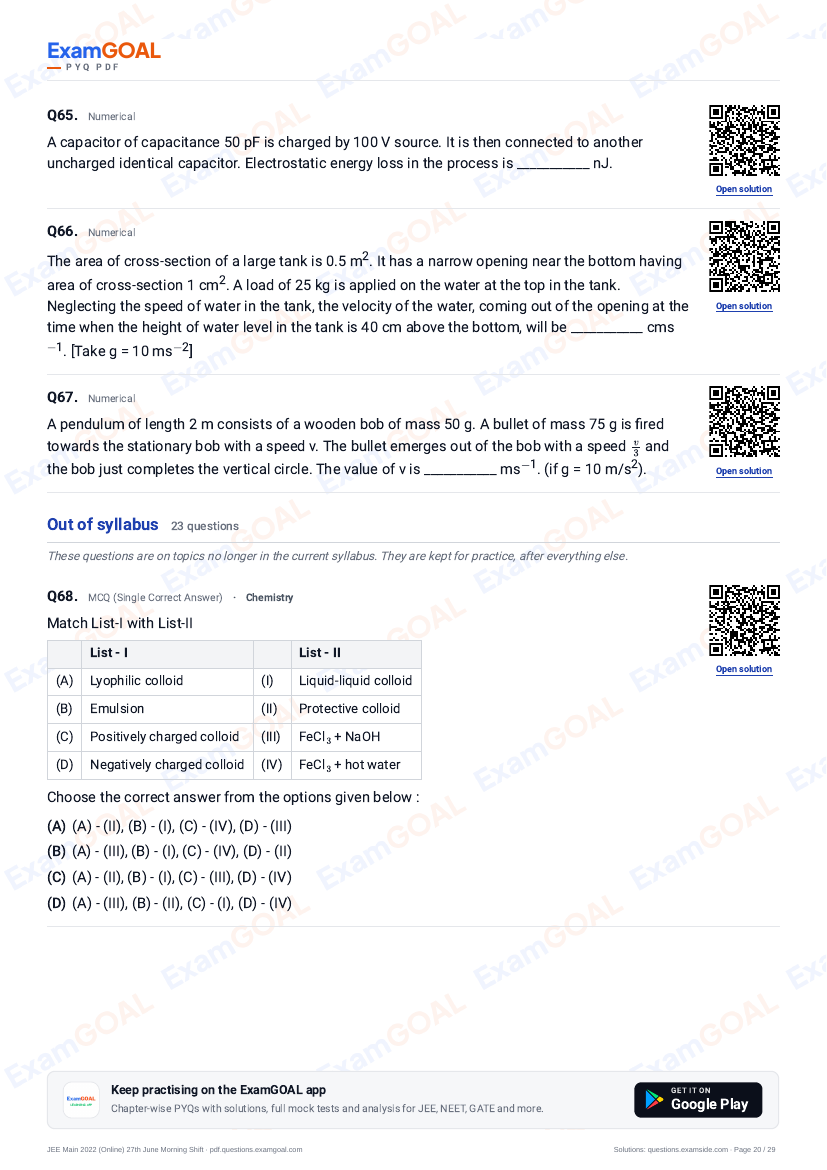 ExamGOAL
PYQ PDF
Q65. Numerical
A capacitor of capacitance 50 pF is charged by 100 V source. It is then connected to another
uncharged identical capacitor. Electrostatic energy loss in the process is ___________ nJ.
Open solution
Q66. Numerical
The area of cross-section of a large tank is 0.5 m². It has a narrow opening near the bottom having
area of cross-section 1 cm². A load of 25 kg is applied on the water at the top in the tank.
Neglecting the speed of water in the tank, the velocity of the water, coming out of the opening at the
time when the height of water level in the tank is 40 cm above the bottom, will be ___________ cms
⁻¹. [Take g = 10 ms⁻²]
Open solution
Q67. Numerical
A pendulum of length 2 m consists of a wooden bob of mass 50 g. A bullet of mass 75 g is fired
towards the stationary bob with a speed v. The bullet emerges out of the bob with a speed v/3 and
the bob just completes the vertical circle. The value of v is ___________ ms⁻¹. (if g = 10 m/s²).
Open solution
Out of syllabus 23 questions
These questions are on topics no longer in the current syllabus. They are kept for practice, after everything else.
Q68. MCQ (Single Correct Answer) · Chemistry
Match List-I with List-II
Open solution
List - I List - II
(A) Lyophilic colloid (I) Liquid-liquid colloid
(B) Emulsion (II) Protective colloid
(C) Positively charged colloid (III) FeCl₃ + NaOH
(D) Negatively charged colloid (IV) FeCl₃ + hot water
Choose the correct answer from the options given below :
(A) (A) - (II), (B) - (I), (C) - (IV), (D) - (III)
(B) (A) - (III), (B) - (I), (C) - (IV), (D) - (II)
(C) (A) - (II), (B) - (I), (C) - (III), (D) - (IV)
(D) (A) - (III), (B) - (II), (C) - (I), (D) - (IV)
ExamGOAL
Keep practising on the ExamGOAL app
Chapter-wise PYQs with solutions, full mock tests and analysis for JEE, NEET, GATE and more.
GET IT ON
Google Play
JEE Main 2022 (Online) 27th June Morning Shift · pdf.questions.examgoal.com
Solutions: questions.examside.com · Page 20 / 29